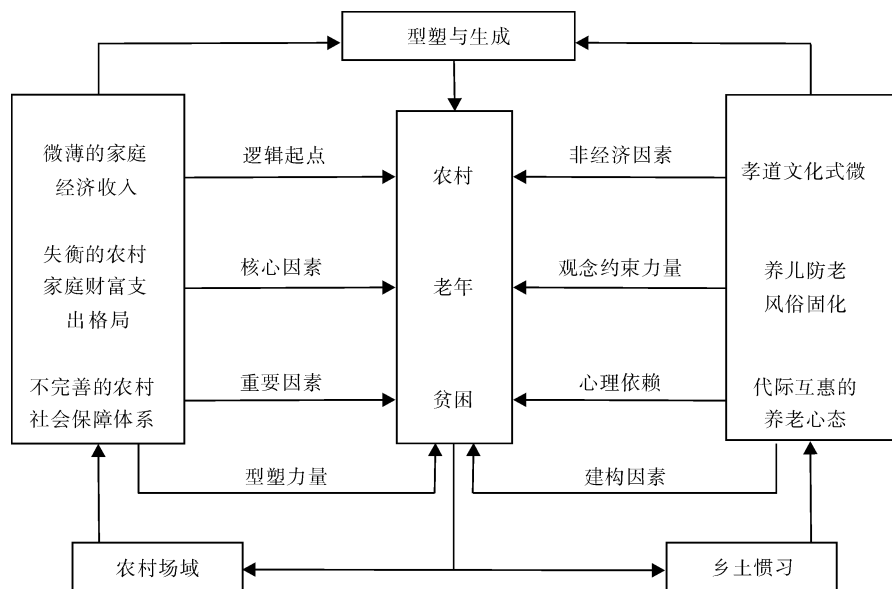 型塑与生成
微薄的家庭
经济收入
失衡的农村
家庭财富支
出格局
不完善的农村
社会保障体系
逻辑起点
核心因素
重要因素
型塑力量
农村
老年
贫困
非经济因素
观念约束力量
心理依赖
建构因素
孝道文化式微
养儿防老
风俗固化
代际互惠的
养老心态
农村场域
乡土惯习